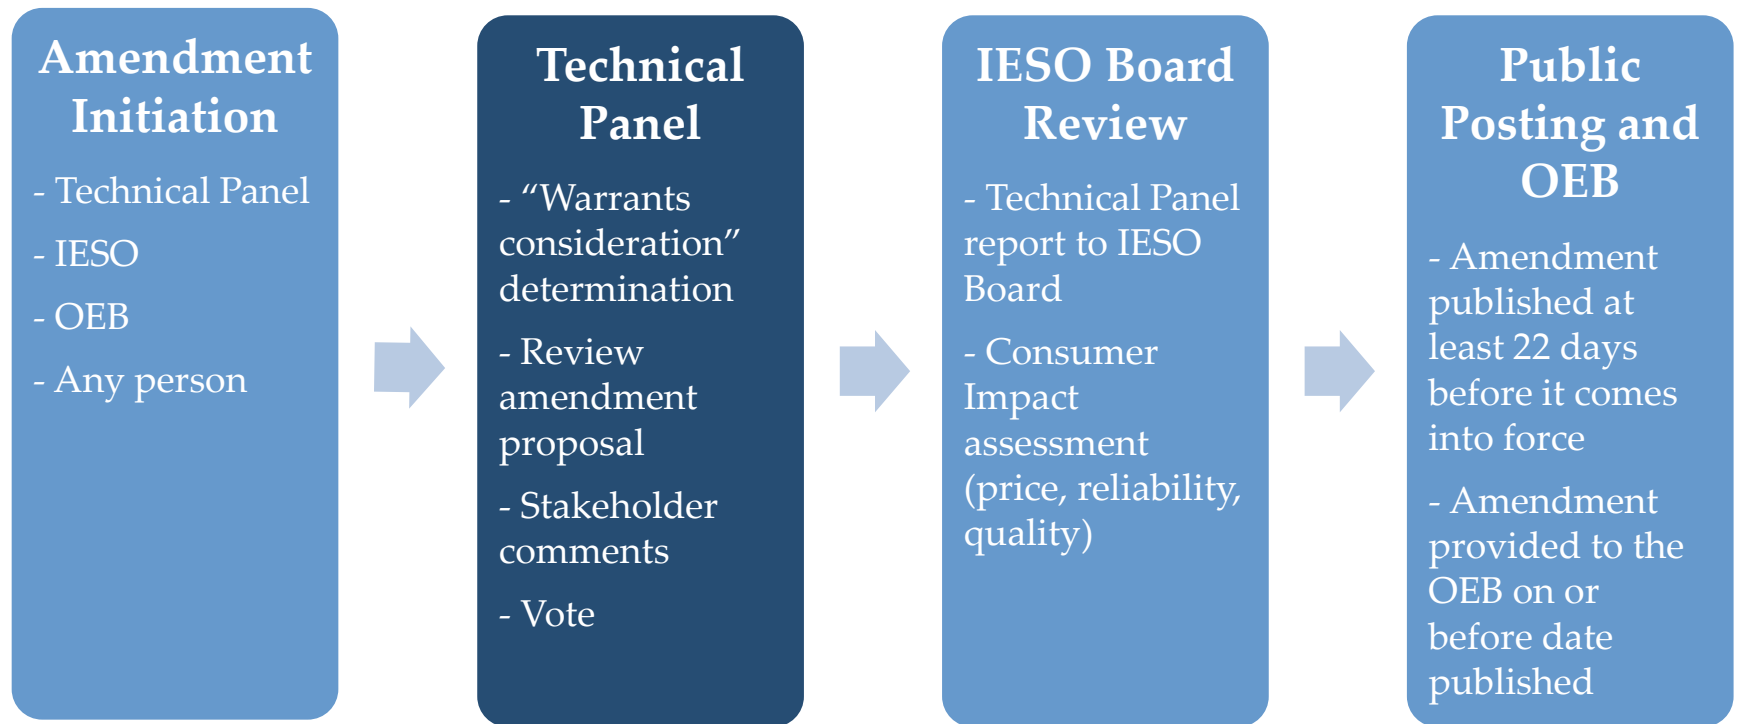 Amendment
Initiation
- Technical Panel
- IESO
- OEB
- Any person
Technical
Panel
- “Warrants
consideration”
determination
- Review
amendment
proposal
- Stakeholder
comments
- Vote
IESO Board
Review
- Technical Panel
report to IESO
Board
- Consumer
Impact
assessment
(price, reliability,
quality)
Public
Posting and
OEB
- Amendment
published at
least 22 days
before it comes
into force
- Amendment
provided to the
OEB on or
before date
published